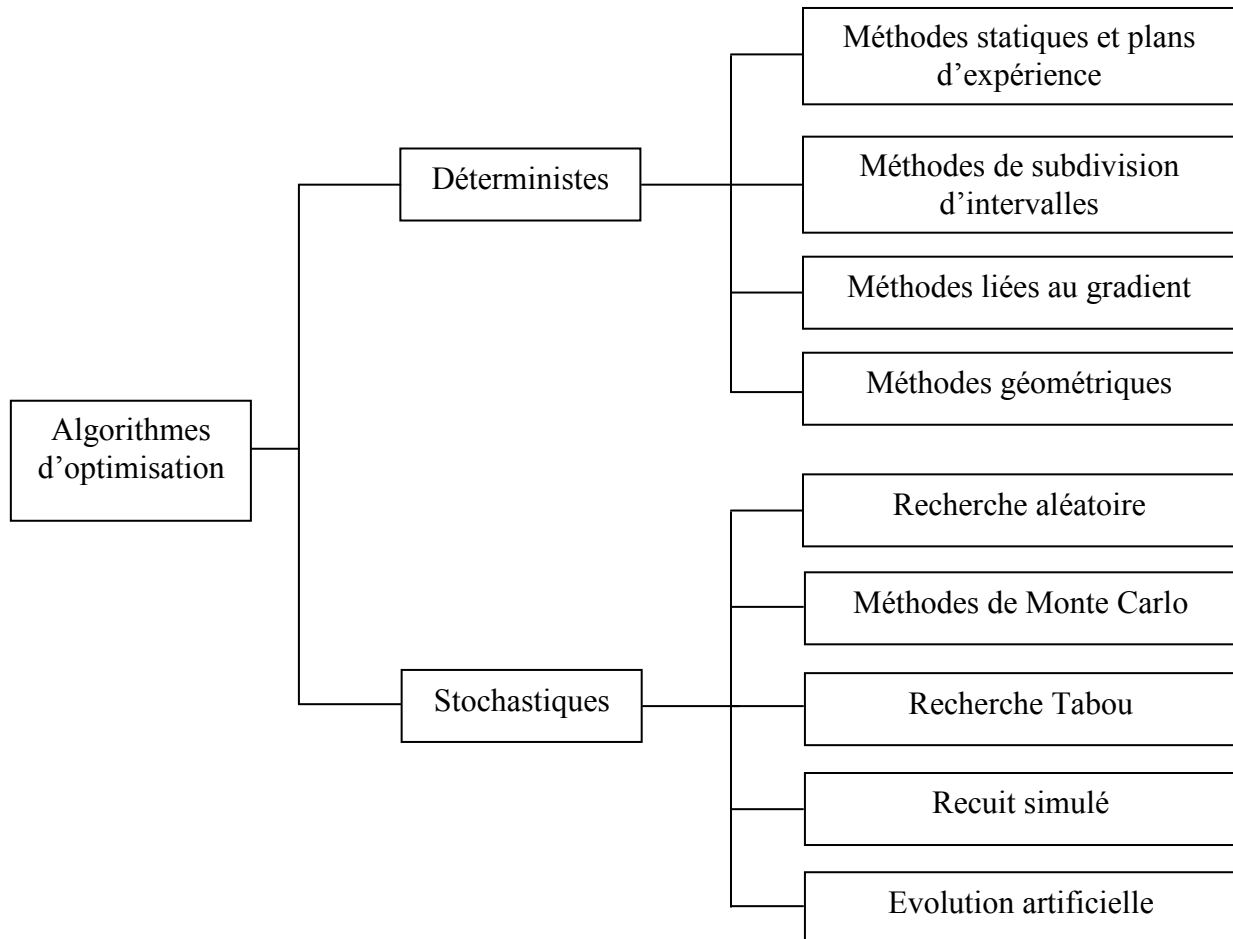 Méthodes statiques et plans
d’expérience
Déterministes
Méthodes de subdivision
d’intervalles
Méthodes liées au gradient
Méthodes géométriques
Algorithmes
d’optimisation
Recherche aléatoire
Méthodes de Monte Carlo
Stochastiques
Recherche Tabou
Recuit simulé
Evolution artificielle